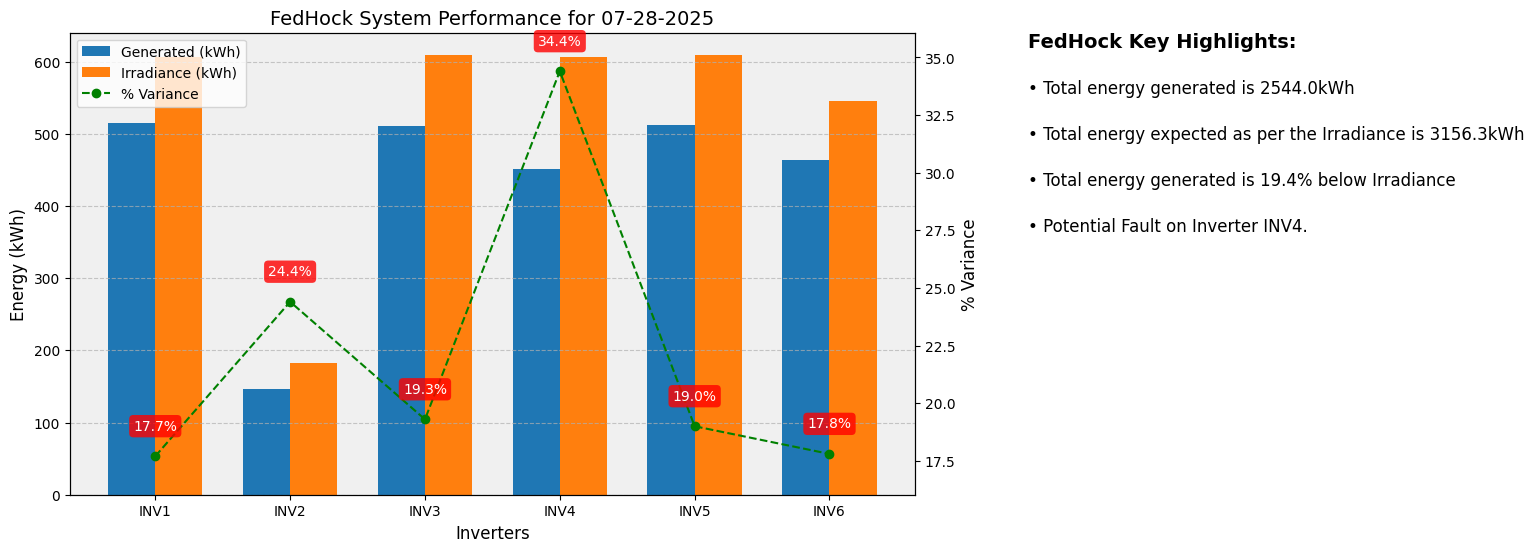 FedHock System Performance for 07-28-2025
Generated (kWh)
Irradiance (kWh)
% Variance
Energy (kWh)
600
500
400
300
200
100
0
34.4%
24.4%
19.3%
19.0%
17.7%
17.8%
35.0
32.5
30.0
27.5
25.0
22.5
20.0
17.5
% Variance
INV1
INV2
INV3
INV4
INV5
INV6
Inverters
FedHock Key Highlights:
• Total energy generated is 2544.0kWh
• Total energy expected as per the Irradiance is 3156.3kWh
• Total energy generated is 19.4% below Irradiance
• Potential Fault on Inverter INV4.